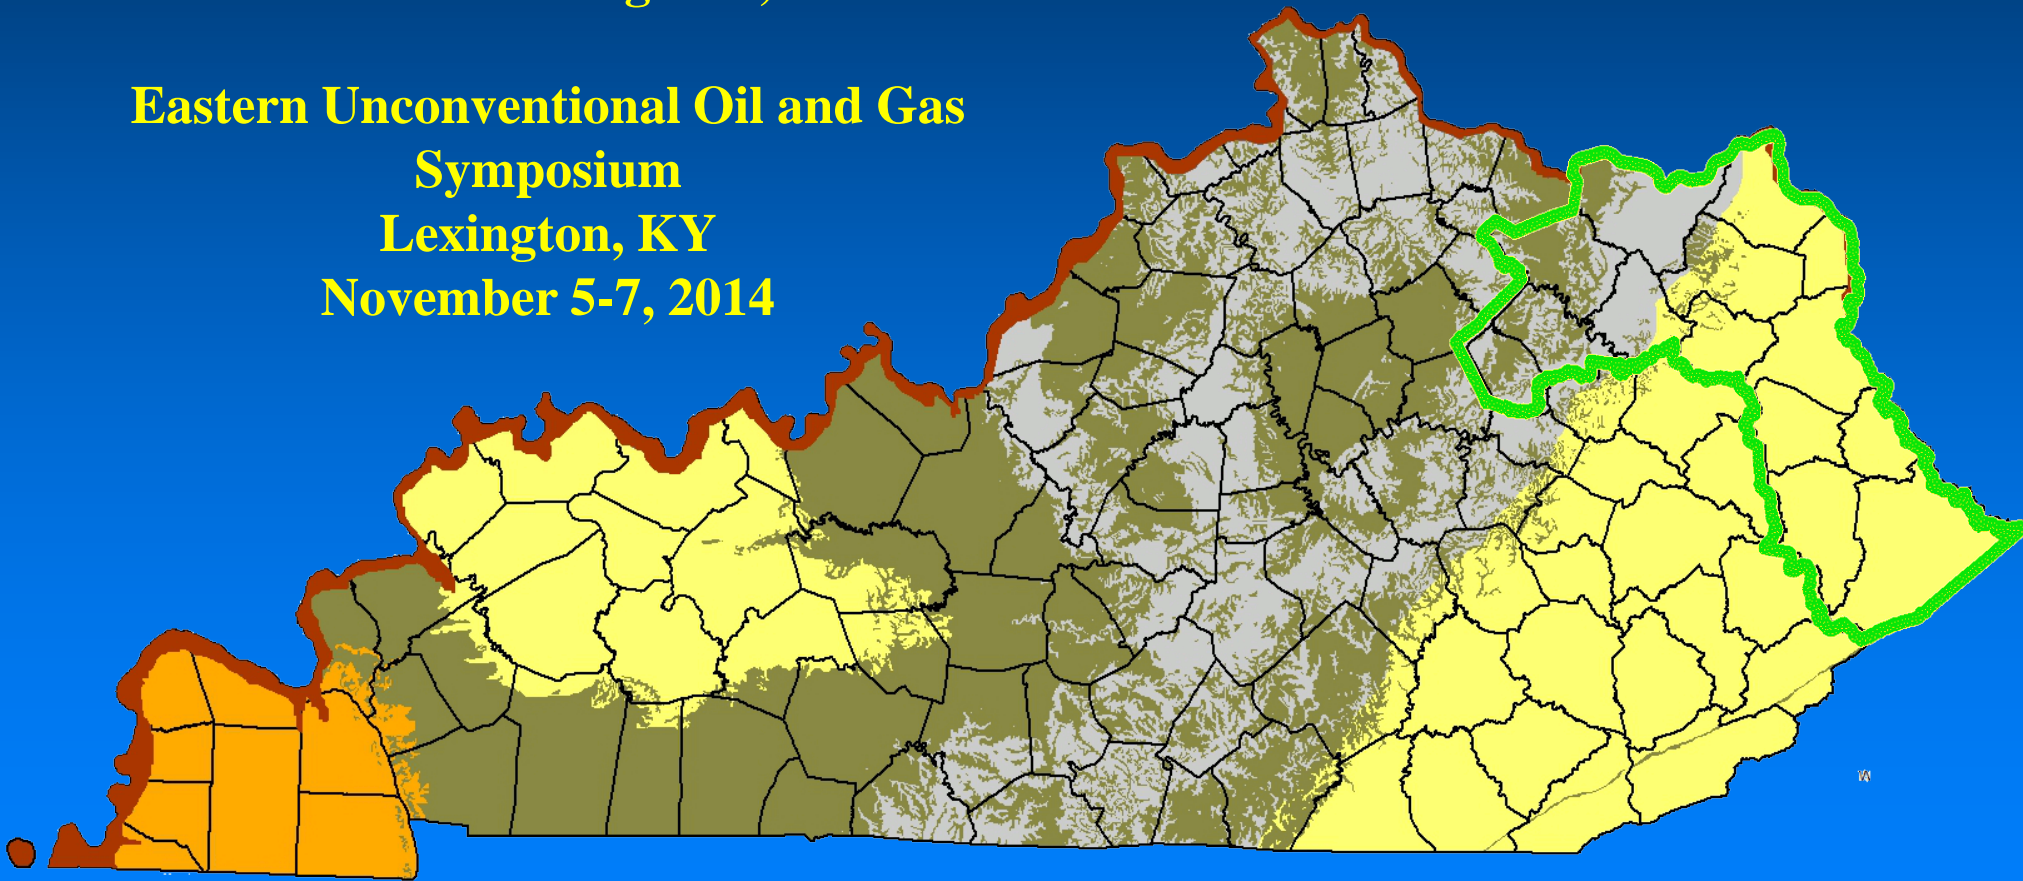 Eastern Unconventional Oil and Gas
Symposium
Lexington, KY
November 5-7, 2014